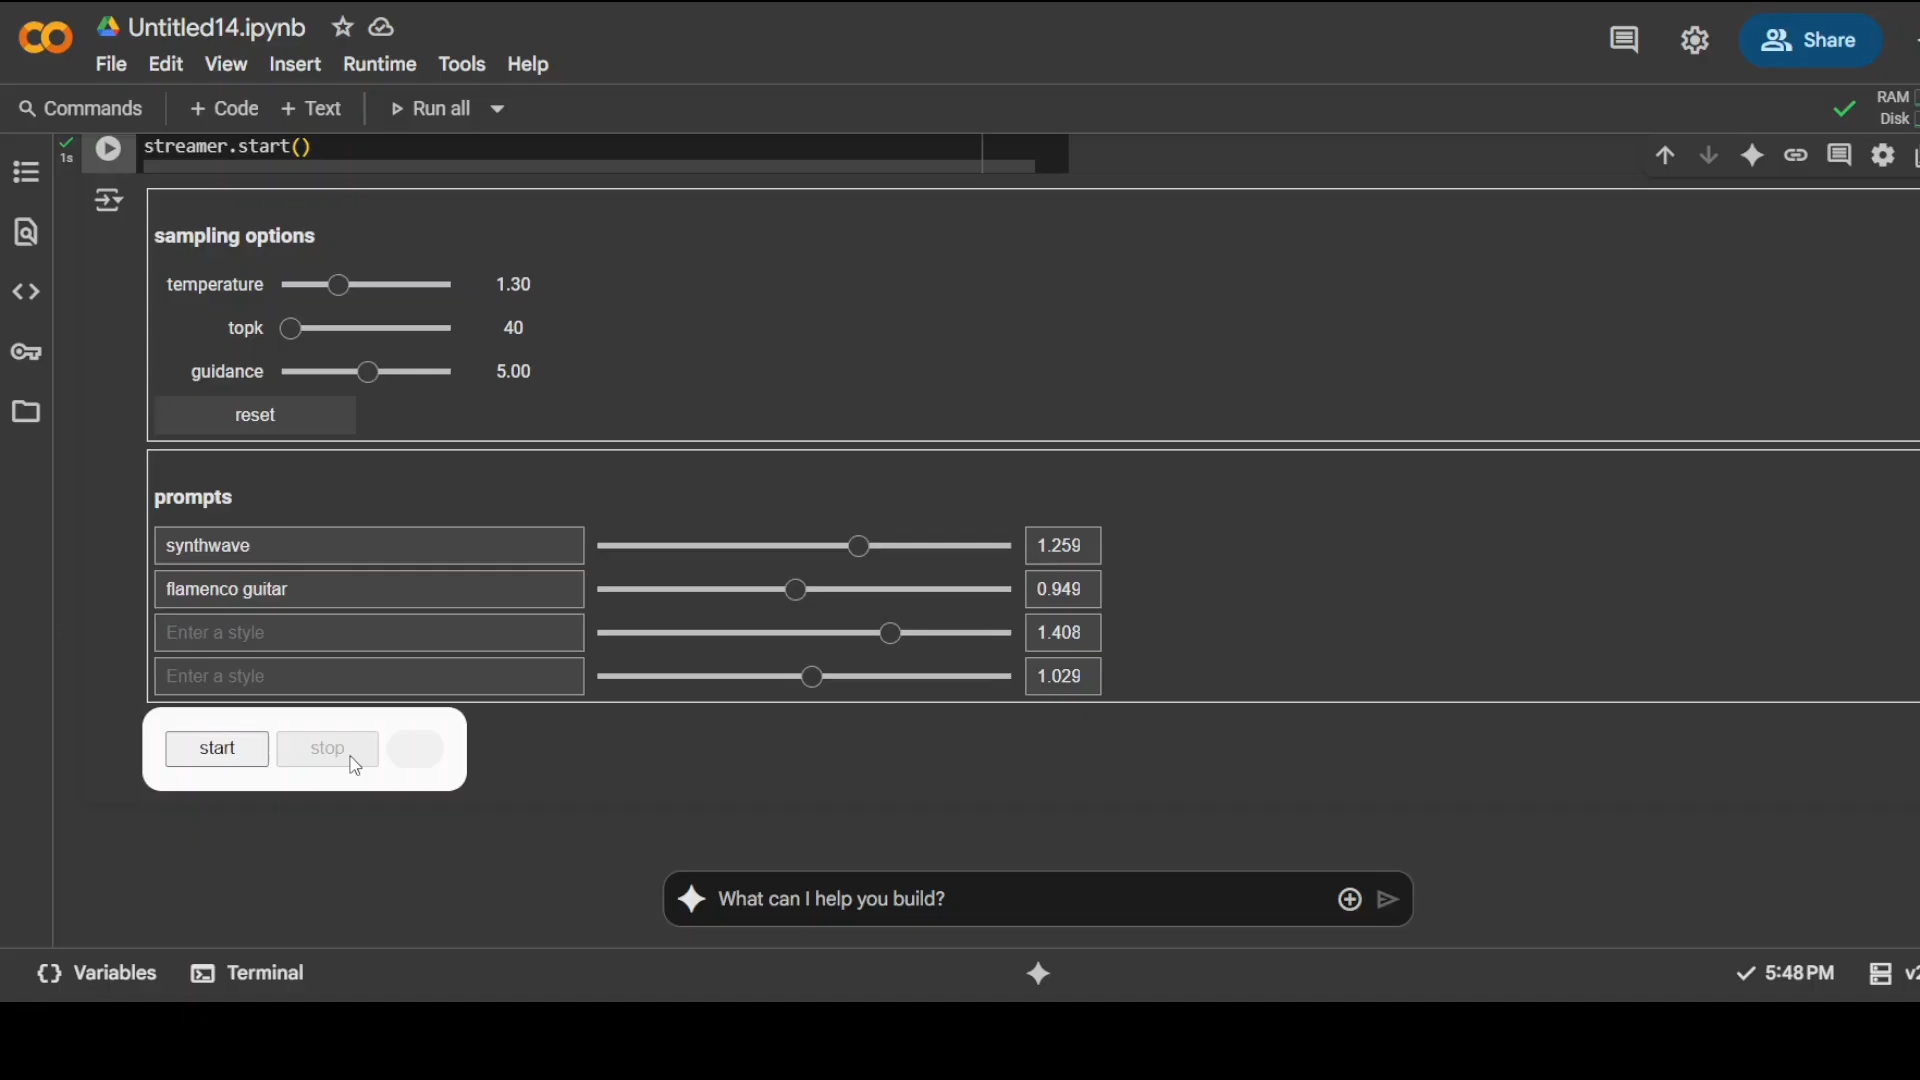 Untitled14.ipynb
File Edit View Insert Runtime Tools Help
Share
Commands + Code + Text Run all
RAM
Disk
1s
streamer.start()
sampling options
temperature 1.30
topk 40
guidance 5.00
reset
prompts
synthwave 1.259
flamenco guitar 0.949
Enter a style 1.408
Enter a style 1.029
start stop
What can I help you build?
Variables Terminal
5:48 PM